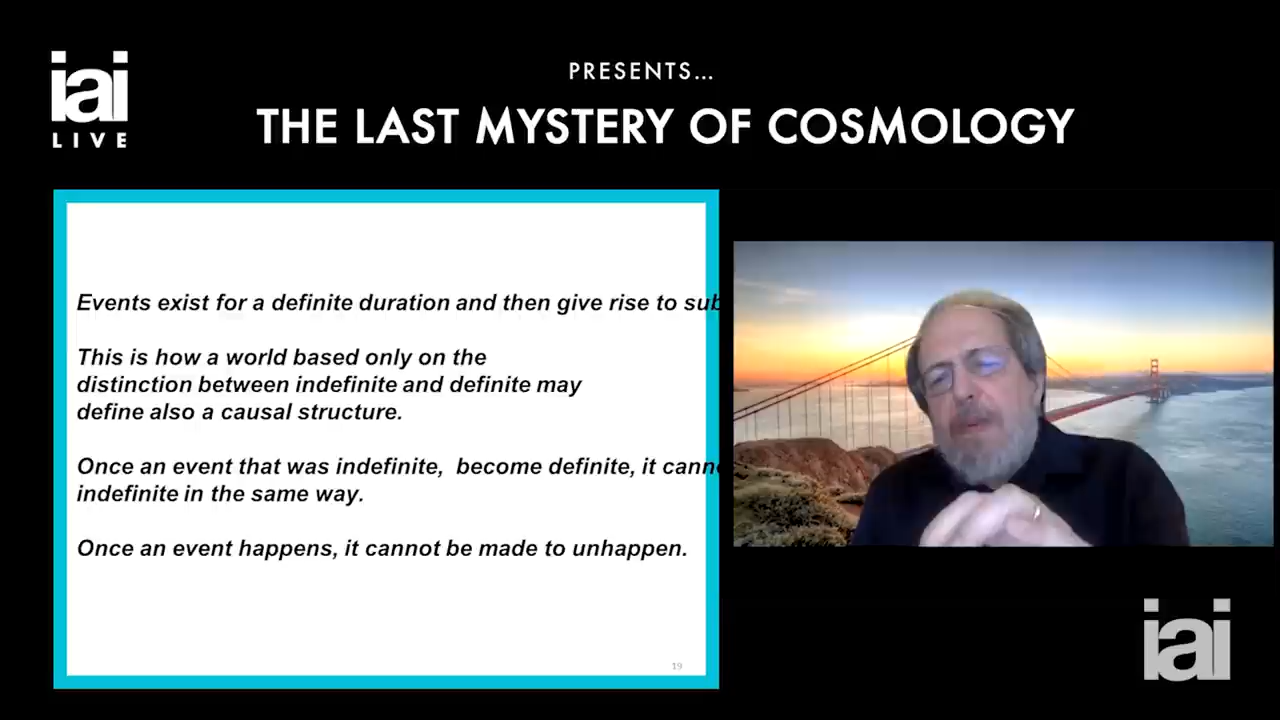 iai
LIVE
PRESENTS...
THE LAST MYSTERY OF COSMOLOGY
Events exist for a definite duration and then give rise to
This is how a world based only on the
distinction between indefinite and definite may
define also a causal structure.
Once an event that was indefinite,  become definite, it
indefinite in the same way.
Once an event happens, it cannot be made to unhappen.
19
iai